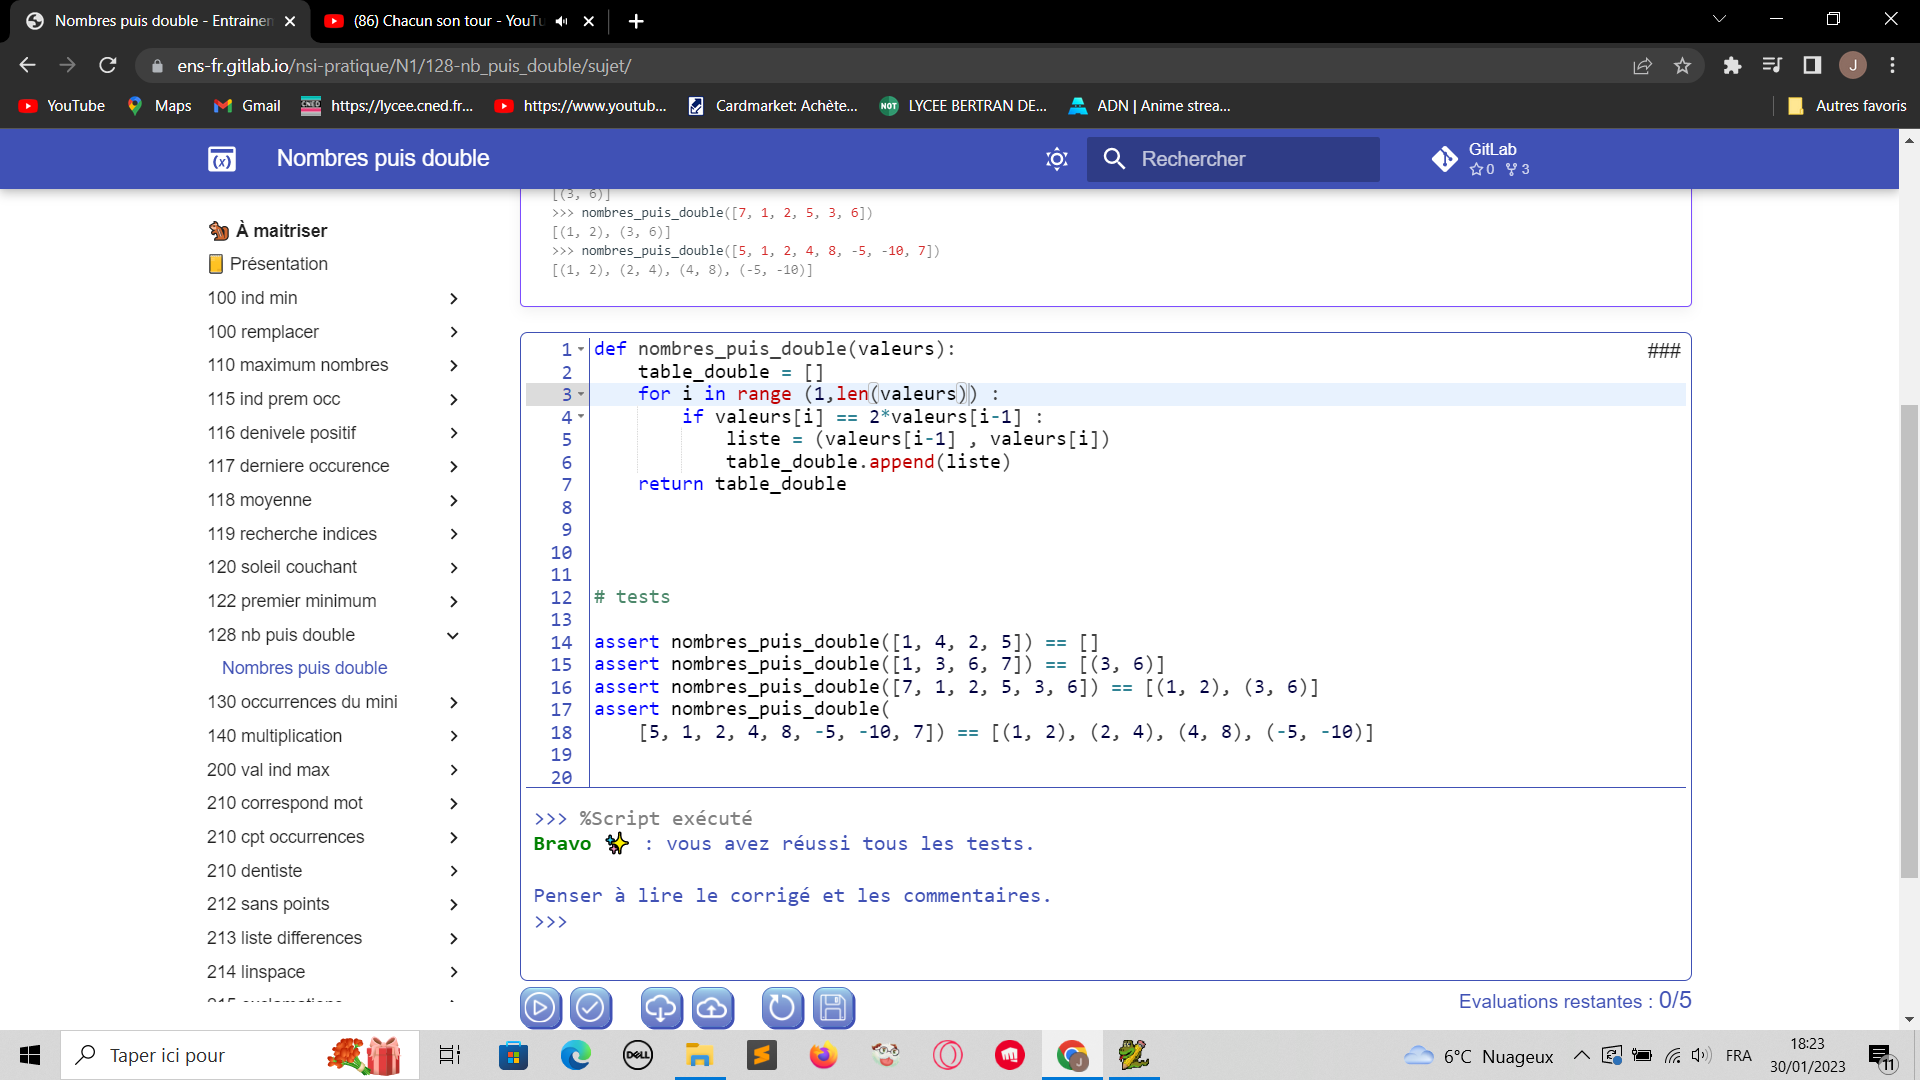 Nombres puis double - Entrainem
(86) Chacun son tour - YouTu
ens-fr.gitlab.io/nsi-pratique/N1/128-nb_puis_double/sujet/
J
YouTube
Maps
Gmail
CNED
https://lycee.cned.fr...
https://www.youtub...
Cardmarket: Achète...
NOT
LYCEE BERTRAN DE...
ADN | Anime strea...
Autres favoris
(x)
Nombres puis double
Rechercher
GitLab
0 3
À maitriser
Présentation
100 ind min
100 remplacer
110 maximum nombres
115 ind prem occ
116 denivele positif
117 derniere occurence
118 moyenne
119 recherche indices
120 soleil couchant
122 premier minimum
128 nb puis double
Nombres puis double
130 occurrences du mini
140 multiplication
200 val ind max
210 correspond mot
210 cpt occurrences
210 dentiste
212 sans points
213 liste differences
214 linspace
[(3, 6)]
>>> nombres_puis_double([7, 1, 2, 5, 3, 6])
[(1, 2), (3, 6)]
>>> nombres_puis_double([5, 1, 2, 4, 8, -5, -10, 7])
[(1, 2), (2, 4), (4, 8), (-5, -10)]
###
1 def nombres_puis_double(valeurs):
2 table_double = []
3 for i in range (1,len(valeurs)) :
4 if valeurs[i] == 2*valeurs[i-1] :
5 liste = (valeurs[i-1] , valeurs[i])
6 table_double.append(liste)
7 return table_double
8
9
10
11
12 # tests
13
14 assert nombres_puis_double([1, 4, 2, 5]) == []
15 assert nombres_puis_double([1, 3, 6, 7]) == [(3, 6)]
16 assert nombres_puis_double([7, 1, 2, 5, 3, 6]) == [(1, 2), (3, 6)]
17 assert nombres_puis_double(
18 [5, 1, 2, 4, 8, -5, -10, 7]) == [(1, 2), (2, 4), (4, 8), (-5, -10)]
19
20
>>> %Script exécuté
Bravo : vous avez réussi tous les tests.
Penser à lire le corrigé et les commentaires.
>>>
Evaluations restantes : 0/5
Taper ici pour
DELL
6°C Nuageux
FRA
18:23
30/01/2023
11